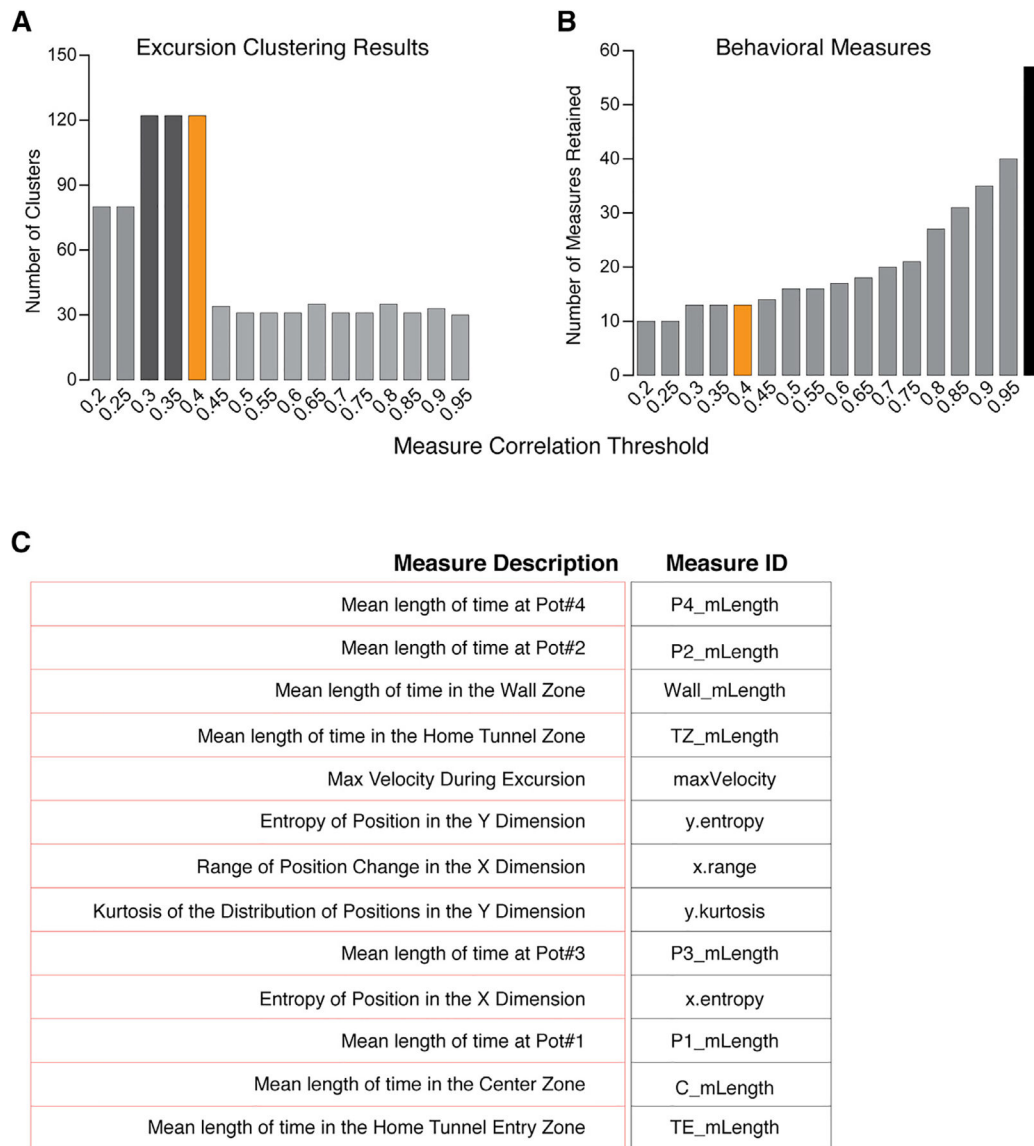 A
Excursion Clustering Results
150
120
90
60
30
0
Number of Clusters
0.2
0.25
0.3
0.35
0.4
0.45
0.5
0.55
0.6
0.65
0.7
0.75
0.8
0.85
0.9
0.95
B
Behavioral Measures
60
50
40
30
20
10
0
Number of Measures Retained
0.2
0.25
0.3
0.35
0.4
0.45
0.5
0.55
0.6
0.65
0.7
0.75
0.8
0.85
0.9
0.95
Measure Correlation Threshold
C
Measure Description Measure ID
Mean length of time at Pot#4 P4_mLength
Mean length of time at Pot#2 P2_mLength
Mean length of time in the Wall Zone Wall_mLength
Mean length of time in the Home Tunnel Zone TZ_mLength
Max Velocity During Excursion maxVelocity
Entropy of Position in the Y Dimension y.entropy
Range of Position Change in the X Dimension x.range
Kurtosis of the Distribution of Positions in the Y Dimension y.kurtosis
Mean length of time at Pot#3 P3_mLength
Entropy of Position in the X Dimension x.entropy
Mean length of time at Pot#1 P1_mLength
Mean length of time in the Center Zone C_mLength
Mean length of time in the Home Tunnel Entry Zone TE_mLength